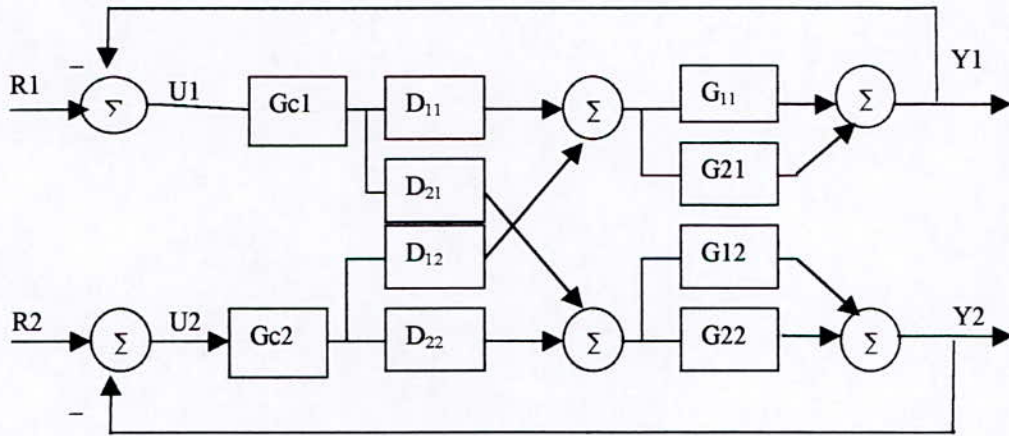 Y1
–
R1
Σ
U1
Gc1
D₁₁
Σ
G₁₁
Σ
D₂₁
G21
D₁₂
G12
R2
Σ
U2
Gc2
D₂₂
Σ
G22
Σ
Y2
–